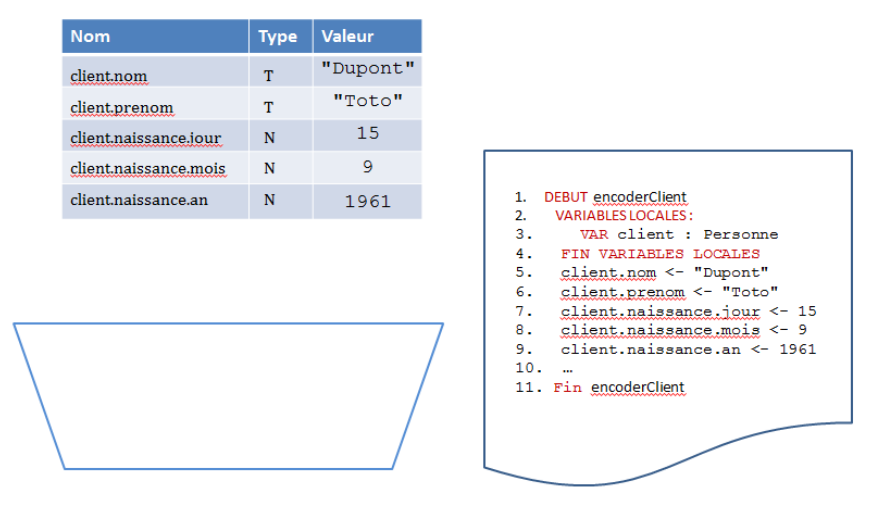 Nom Type Valeur
client.nom T "Dupont"
client.prenom T "Toto"
client.naissance.jour N 15
client.naissance.mois N 9
client.naissance.an N 1961
1. DEBUT encoderClient
2. VARIABLES LOCALES :
3. VAR client : Personne
4. FIN VARIABLES LOCALES
5. client.nom <- "Dupont"
6. client.prenom <- "Toto"
7. client.naissance.jour <- 15
8. client.naissance.mois <- 9
9. client.naissance.an <- 1961
10. …
11. Fin encoderClient